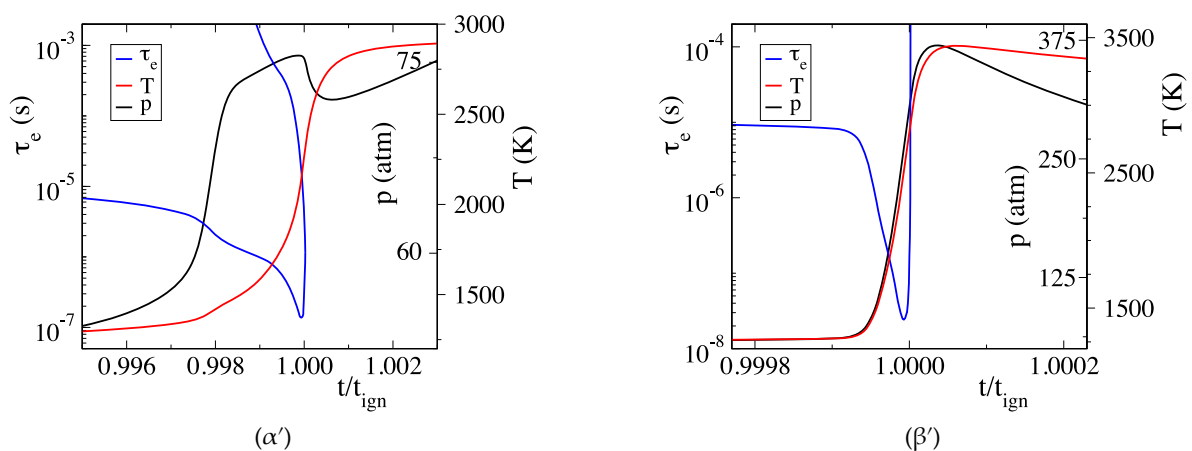 10⁻³
10⁻⁵
10⁻⁷
τₑ (s)
τₑ
T
p
75
60
p (atm)
3000
2500
2000
1500
T (K)
0.996
0.998
1.000
1.002
t/t_ign
(α′)
10⁻⁴
10⁻⁶
10⁻⁸
τₑ (s)
τₑ
T
p
375
250
125
p (atm)
3500
2500
1500
T (K)
0.9998
1.0000
1.0002
t/t_ign
(β′)